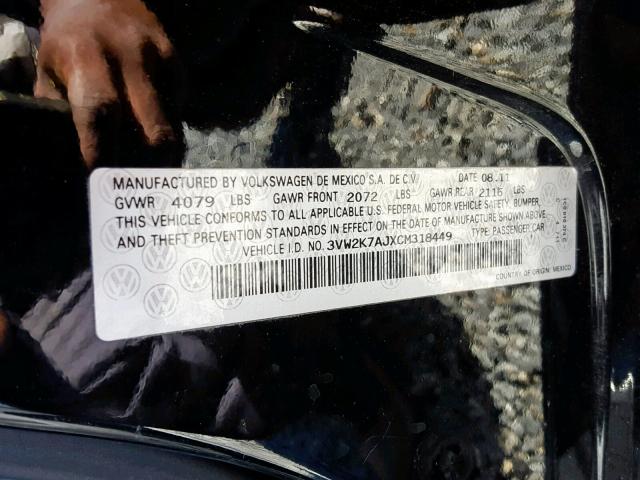 MANUFACTURED BY VOLKSWAGEN DE MEXICO S.A. DE C.V. DATE 08.11
GVWR 4079 LBS GAWR FRONT 2072 LBS GAWR REAR 2116 LBS
THIS VEHICLE CONFORMS TO ALL APPLICABLE U.S. FEDERAL MOTOR VEHICLE SAFETY, BUMPER,
AND THEFT PREVENTION STANDARDS IN EFFECT ON THE DATE OF MANUFACTURE SHOWN ABOVE.
VEHICLE I.D. NO. 3VW2K7AJXCM318449 TYPE: PASSENGER CAR
COUNTRY OF ORIGIN: MEXICO